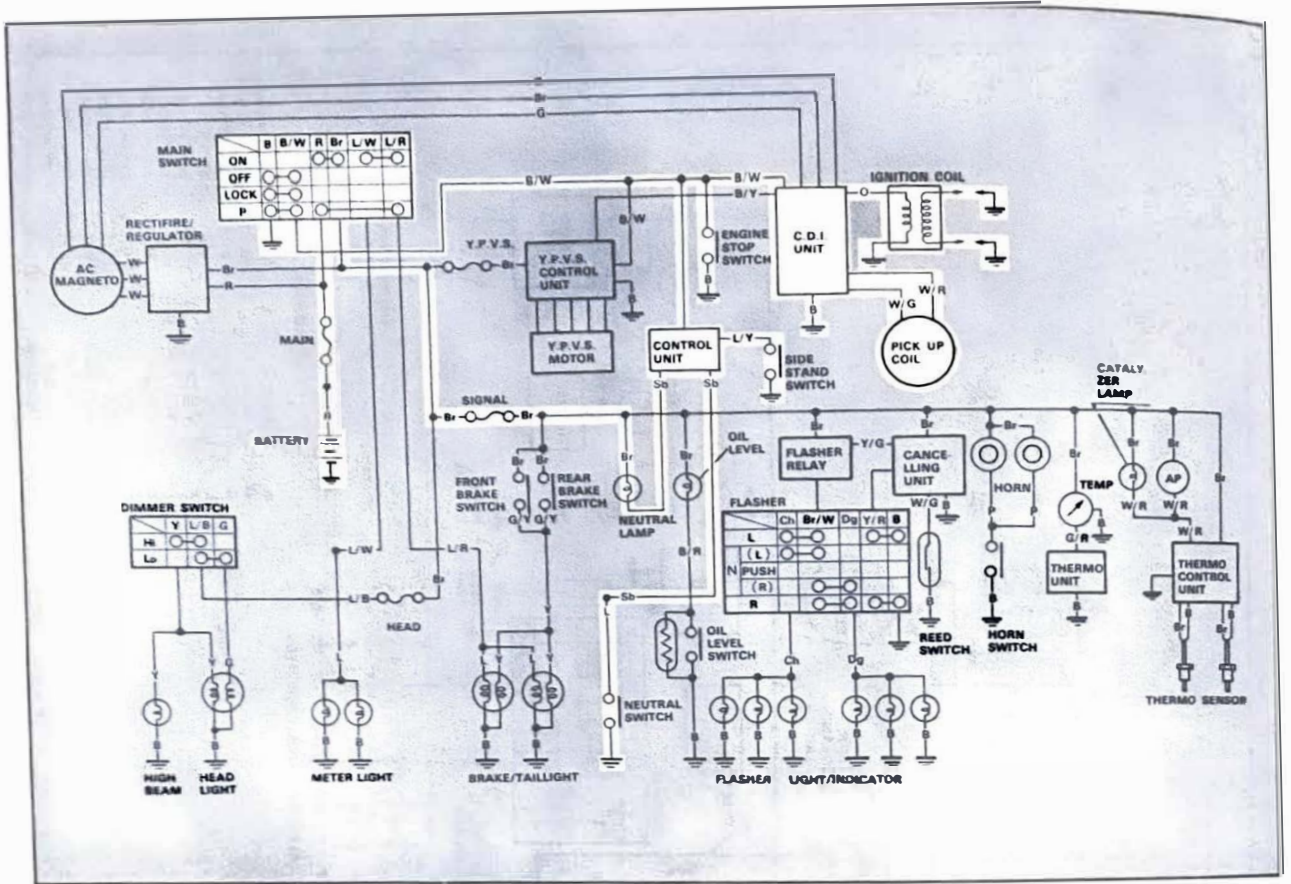 Br
G
MAIN SWITCH
B B/W R Br L/W L/R
ON
OFF
LOCK
P
B/W
B/W
B/Y
O
IGNITION COIL
RECTIFIRE/
REGULATOR
Y.P.V.S.
B/W
ENGINE
STOP
SWITCH
C.D.I.
UNIT
AC
MAGNETO
W
W
W
Br
R
Br
Y.P.V.S.
CONTROL
UNIT
B
B
B
B
W/R
W/G
MAIN
Y.P.V.S.
MOTOR
CONTROL
UNIT
L/Y
SIDE
STAND
SWITCH
PICK UP
COIL
Sb
Sb
CATALY
ZER
LAMP
R
SIGNAL
Br
Br
BATTERY
Br
Br
FRONT
BRAKE
SWITCH
REAR
BRAKE
SWITCH
G/Y G/Y
Br
NEUTRAL
LAMP
Br
OIL
LEVEL
Br
FLASHER
RELAY
Y/G
Br
CANCE-
LLING
UNIT
W/G
B
Br
Br
HORN
P
P
Br
TEMP
B
G/R
Br
Br
AP
W/R
W/R
W/R
Br
DIMMER SWITCH
Y L/B G
Hi
Lo
FLASHER
Ch Br/W Dg Y/R B
L
(L)
N PUSH
(R)
R
L/W
L/R
B/R
THERMO
UNIT
B
THERMO
CONTROL
UNIT
B
B
Br
Br
L/B
HEAD
Br
L
Sb
OIL
LEVEL
SWITCH
B
REED
SWITCH
HORN
SWITCH
Y
Y
G
L
L
Y
L
Y
Y
Ch
Dg
NEUTRAL
SWITCH
THERMO SENSOR
B
B
B
B
B
B
B
B
B
B
B
B
B
HIGH
BEAM
HEAD
LIGHT
METER LIGHT
BRAKE/TAILLIGHT
FLASHER LIGHT/INDICATOR